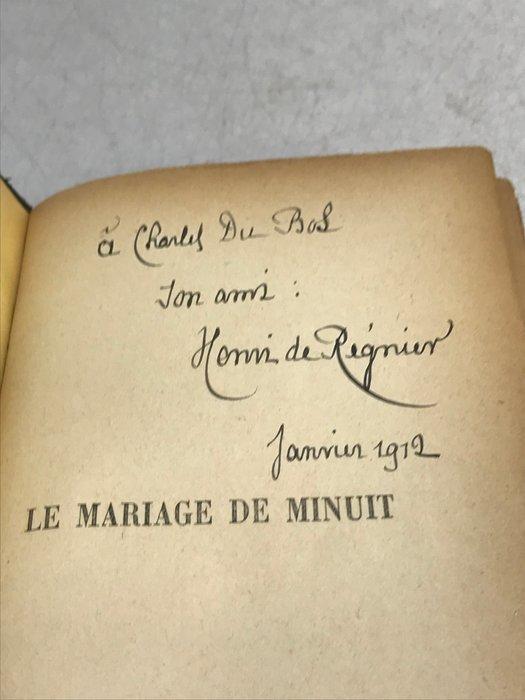 à Charles Du Bos
son ami :
Henri de Régnier
Janvier 1912
LE MARIAGE DE MINUIT